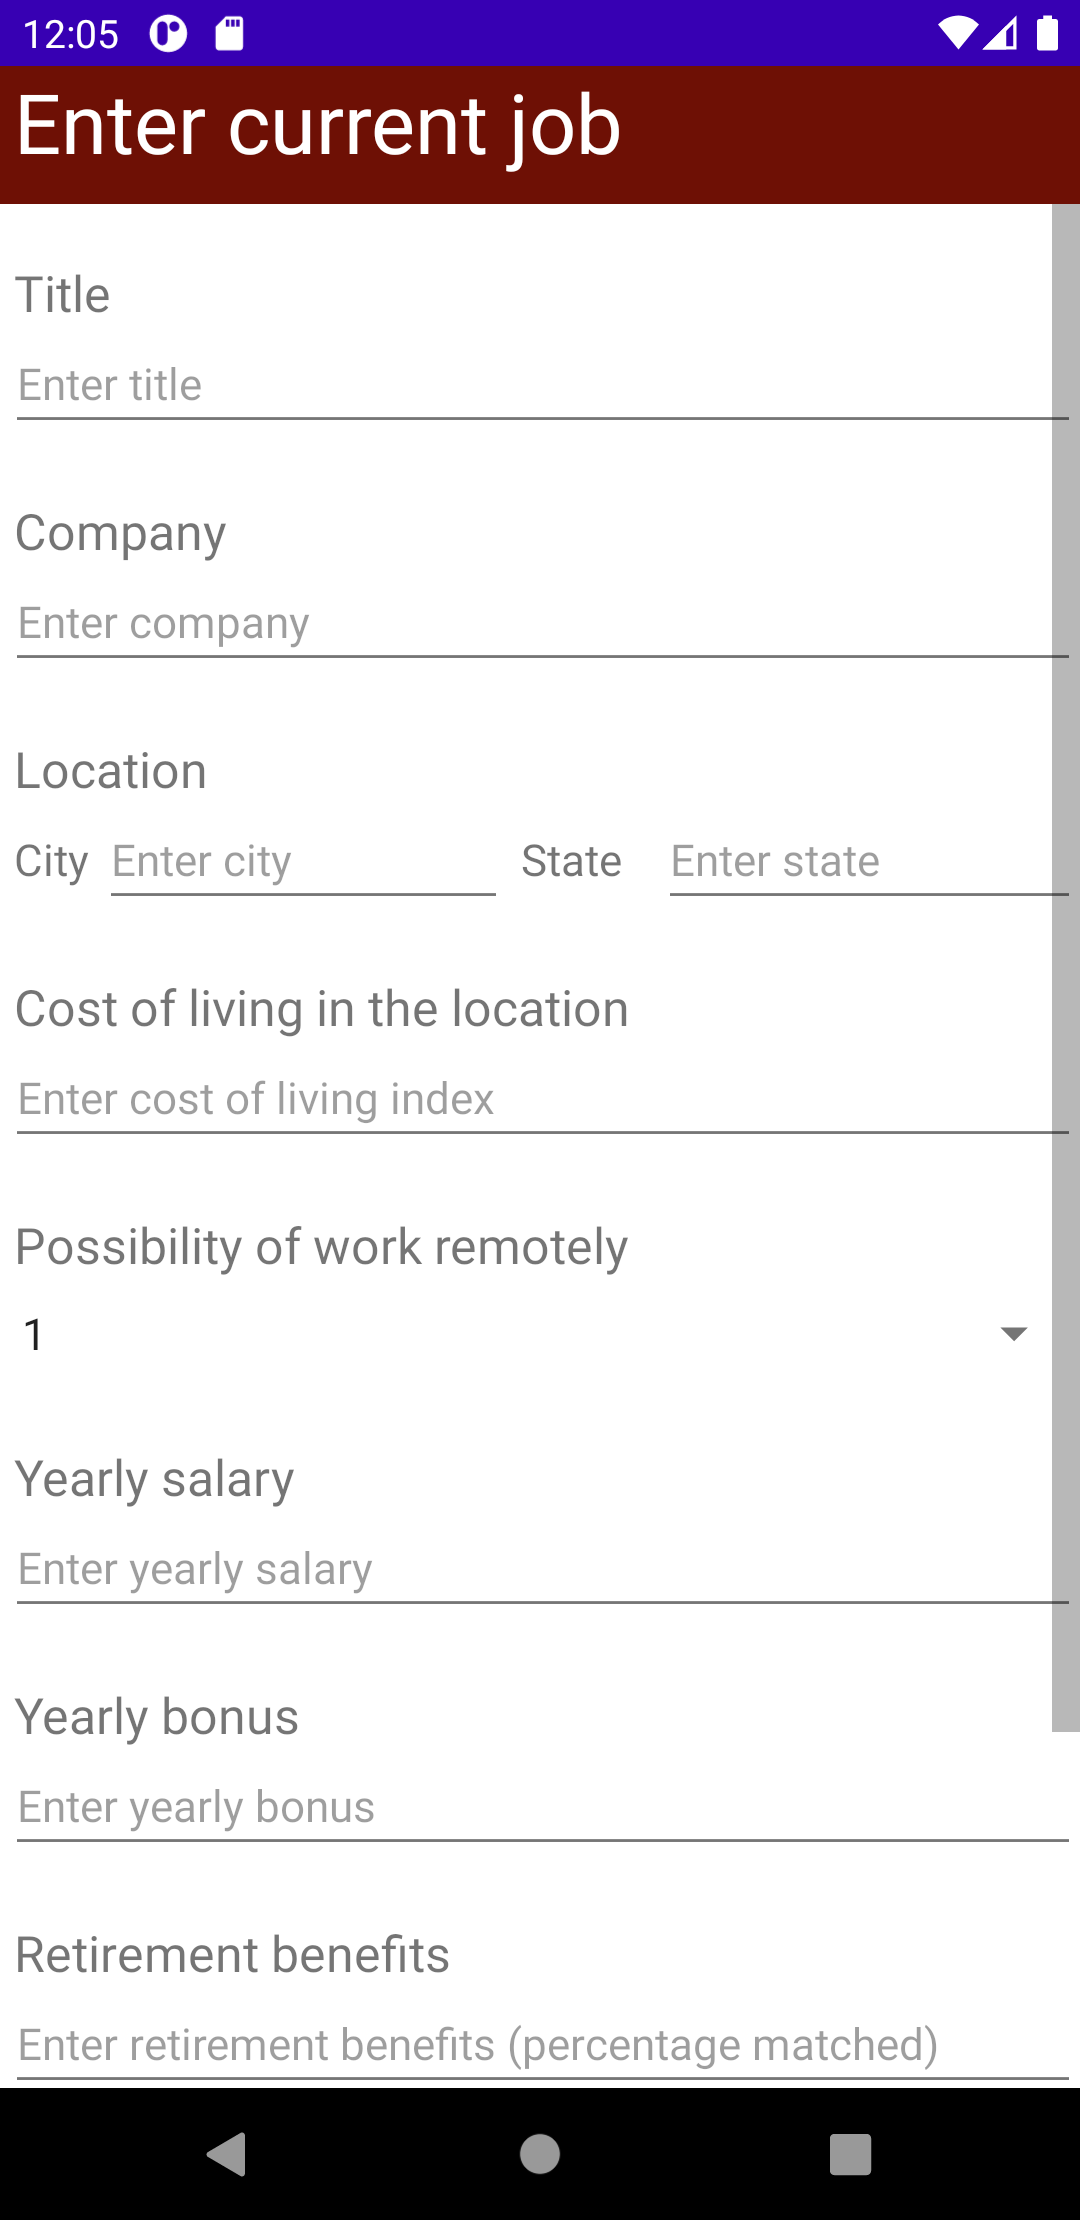 12:05
Enter current job
Title
Enter title
Company
Enter company
Location
City Enter city State Enter state
Cost of living in the location
Enter cost of living index
Possibility of work remotely
1
Yearly salary
Enter yearly salary
Yearly bonus
Enter yearly bonus
Retirement benefits
Enter retirement benefits (percentage matched)